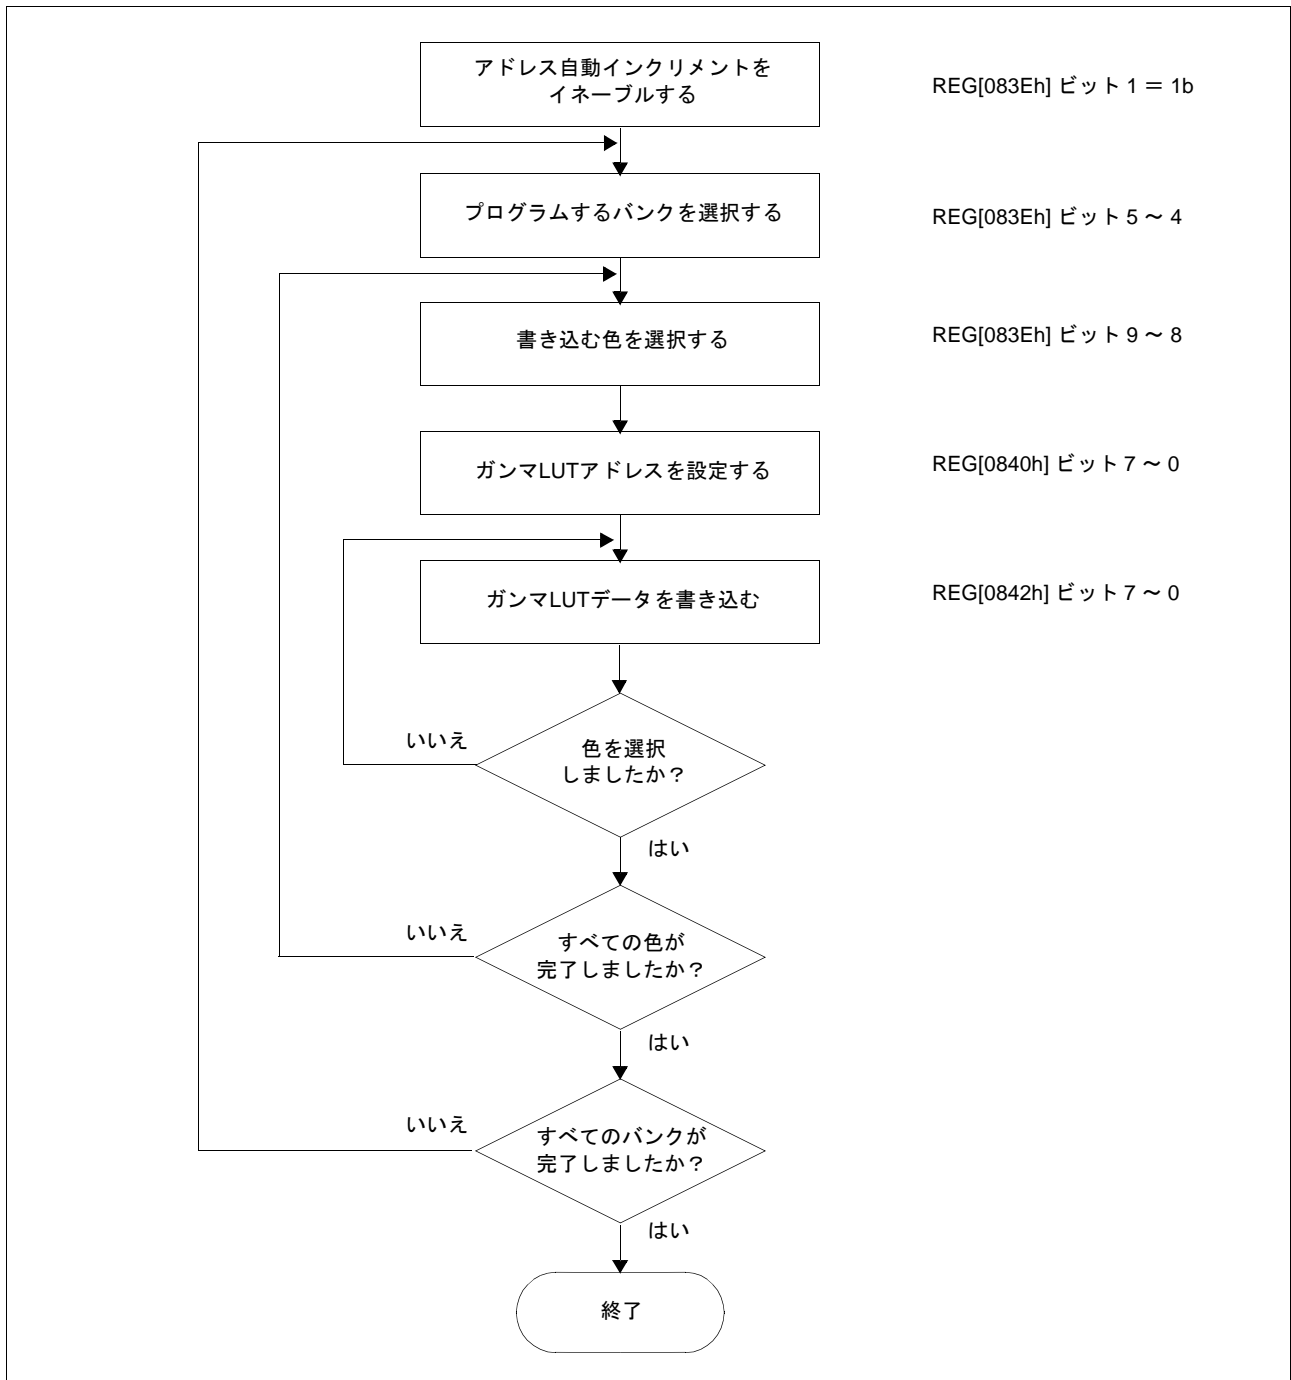 アドレス自動インクリメントを
イネーブルする
REG[083Eh] ビット 1 ＝ 1b
プログラムするバンクを選択する
REG[083Eh] ビット 5 ～ 4
書き込む色を選択する
REG[083Eh] ビット 9 ～ 8
ガンマLUTアドレスを設定する
REG[0840h] ビット 7 ～ 0
ガンマLUTデータを書き込む
REG[0842h] ビット 7 ～ 0
いいえ
色を選択
しましたか？
はい
いいえ
すべての色が
完了しましたか？
はい
いいえ
すべてのバンクが
完了しましたか？
はい
終了